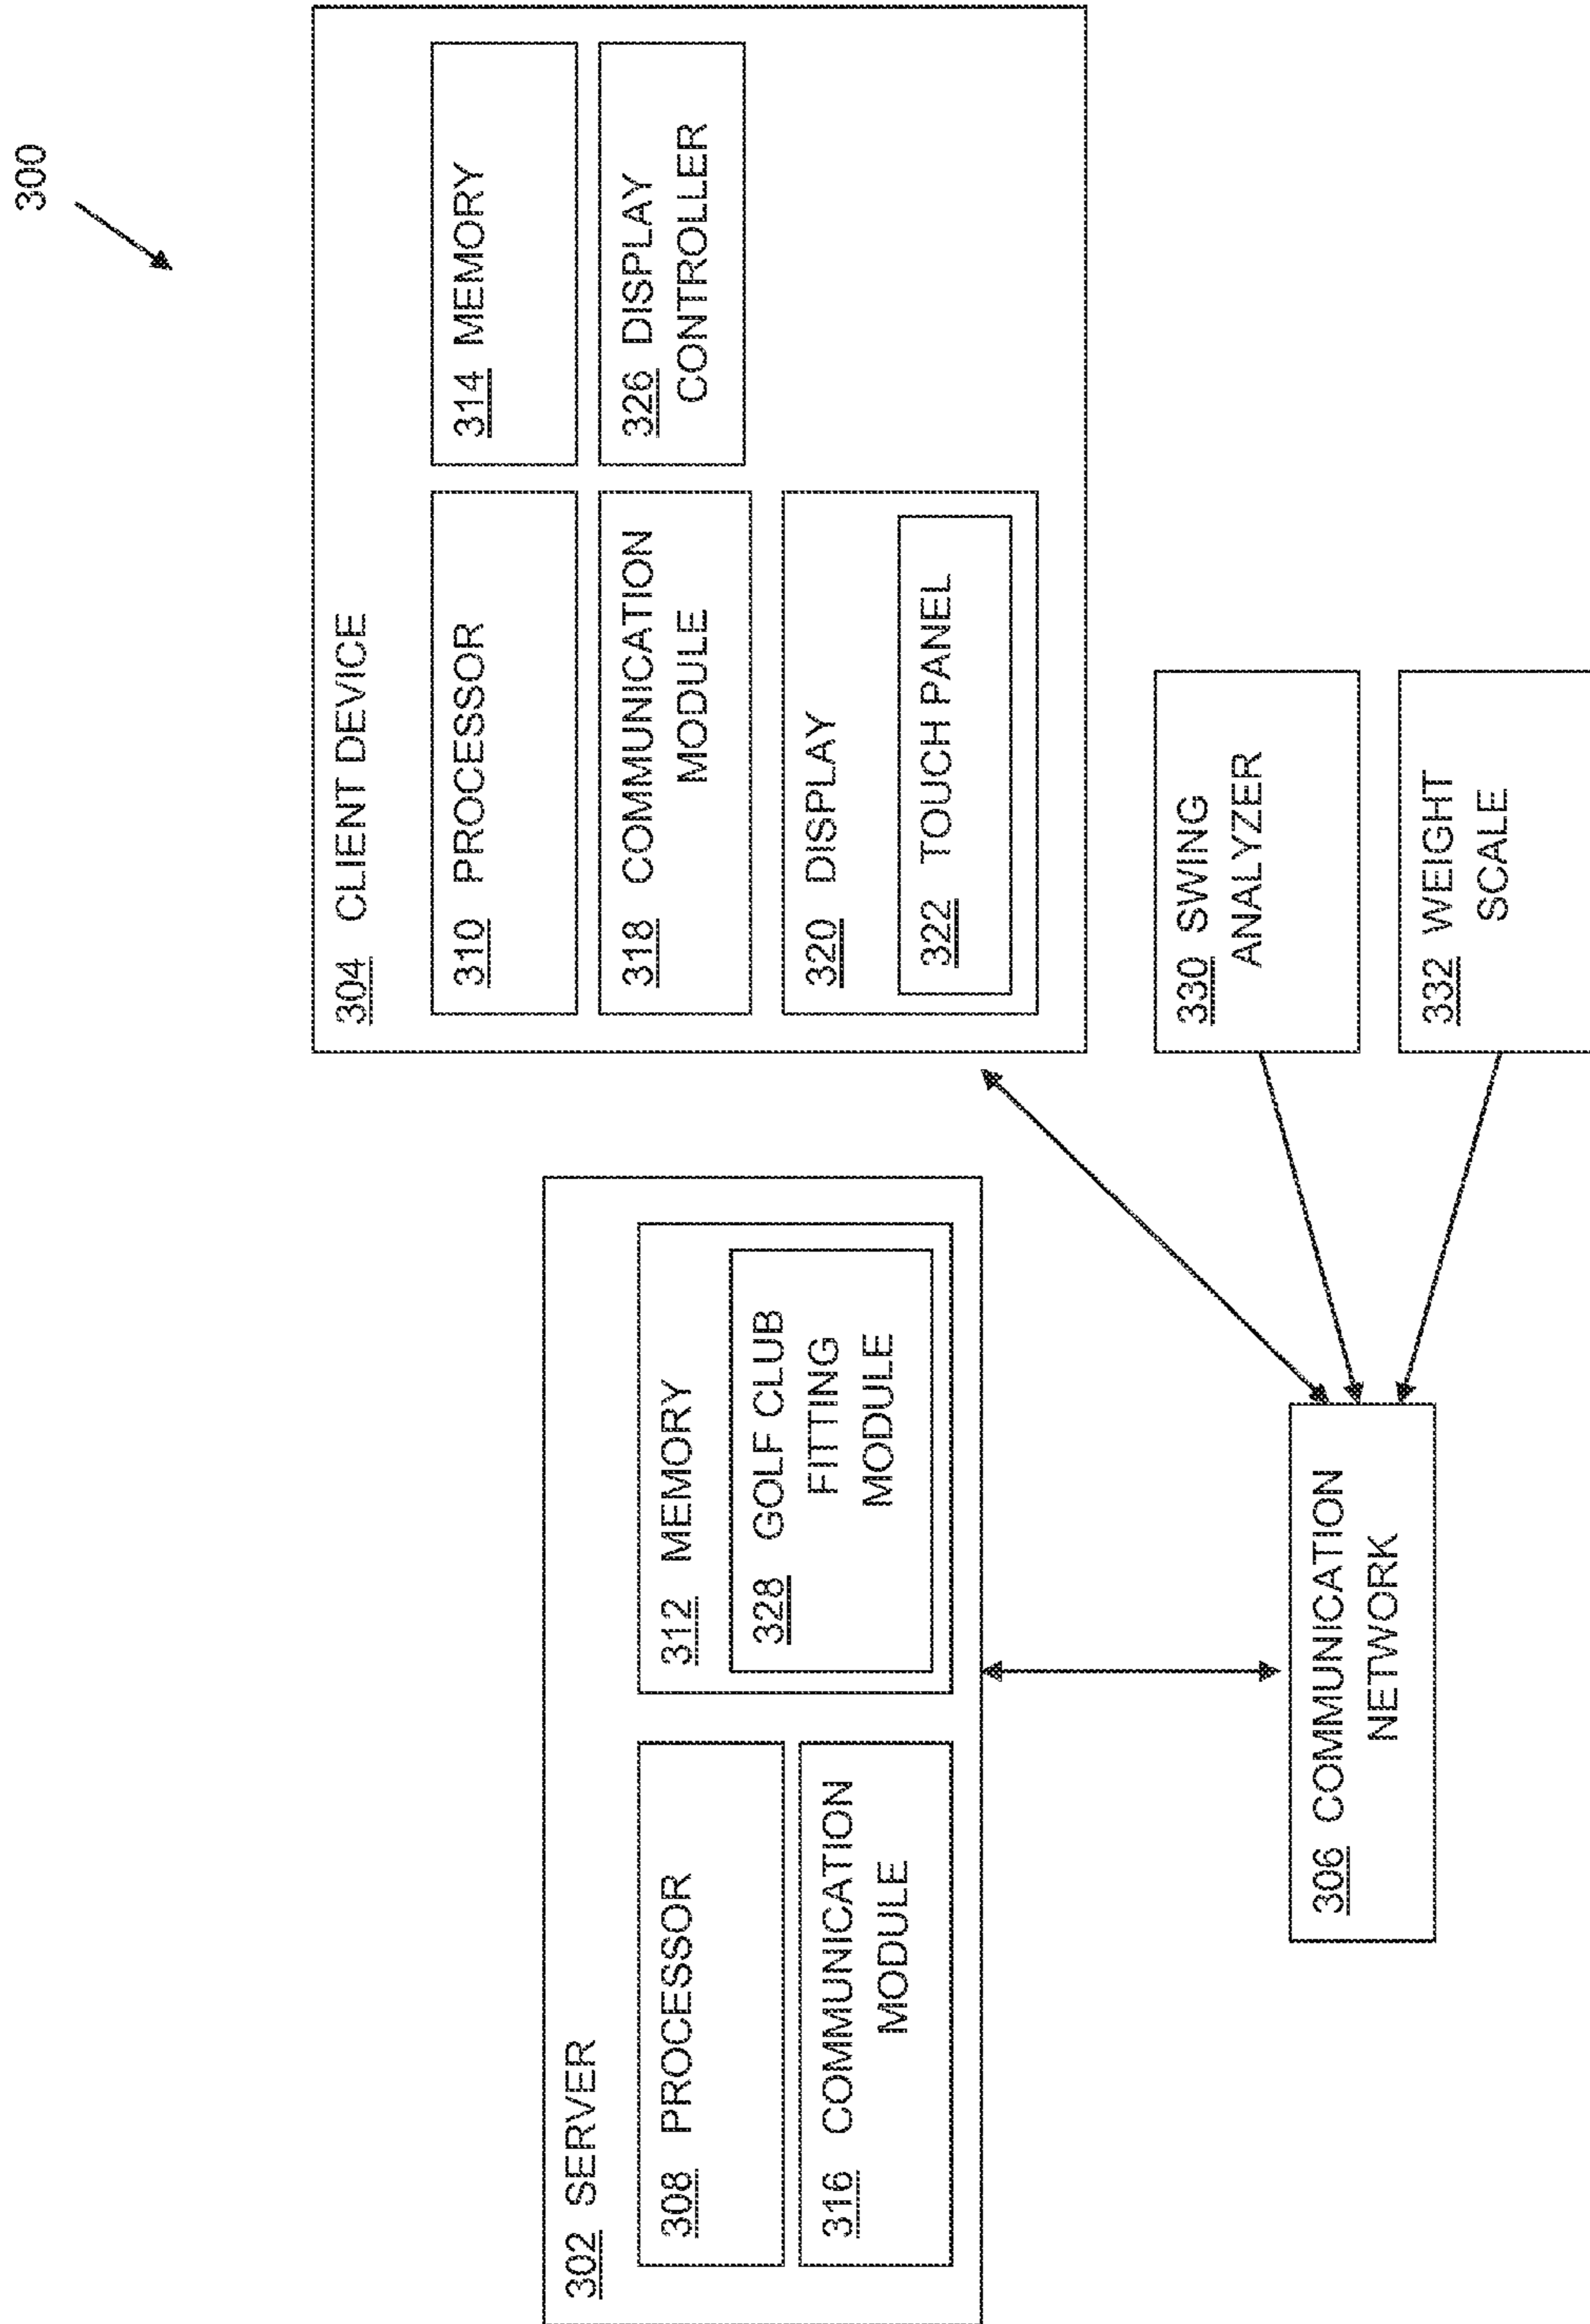 300
302 SERVER
308 PROCESSOR
316 COMMUNICATION
MODULE
312 MEMORY
328 GOLF CLUB
FITTING
MODULE
304 CLIENT DEVICE
310 PROCESSOR
314 MEMORY
318 COMMUNICATION
MODULE
326 DISPLAY
CONTROLLER
320 DISPLAY
322 TOUCH PANEL
306 COMMUNICATION
NETWORK
330 SWING
ANALYZER
332 WEIGHT
SCALE